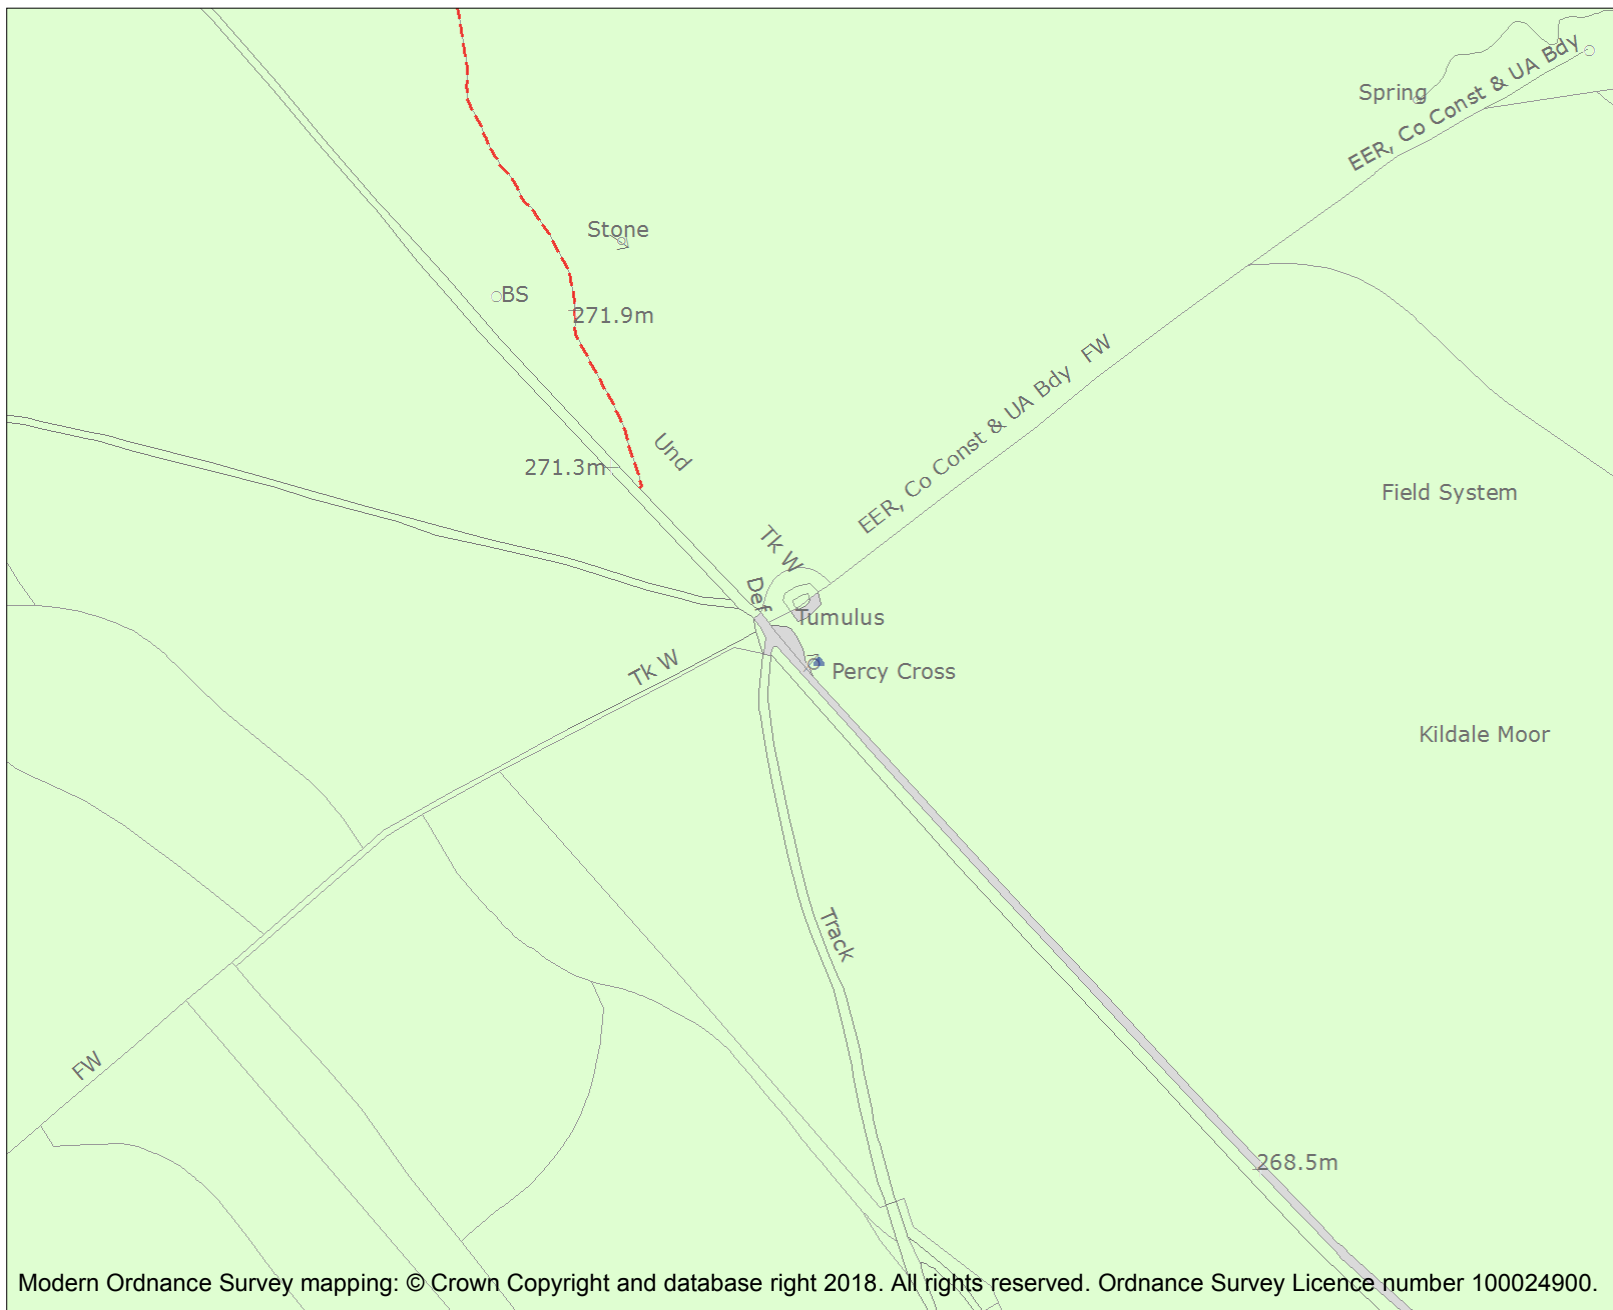 Spring
EER, Co Const & UA Bdy
Stone
BS
271.9m
EER, Co Const & UA Bdy FW
Und
271.3m
Field System
Tk W
Def
Tumulus
Tk W
Percy Cross
Kildale Moor
Track
FW
268.5m
Modern Ordnance Survey mapping: © Crown Copyright and database right 2018. All rights reserved. Ordnance Survey Licence number 100024900.